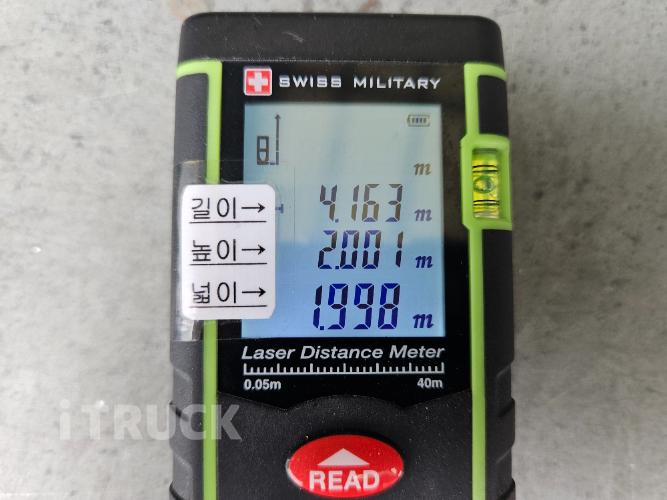 SWISS MILITARY
m
길이→ 4.163 m
높이→ 2.001 m
넓이→ 1.998 m
Laser Distance Meter
0.05m 40m
iTRUCK
READ